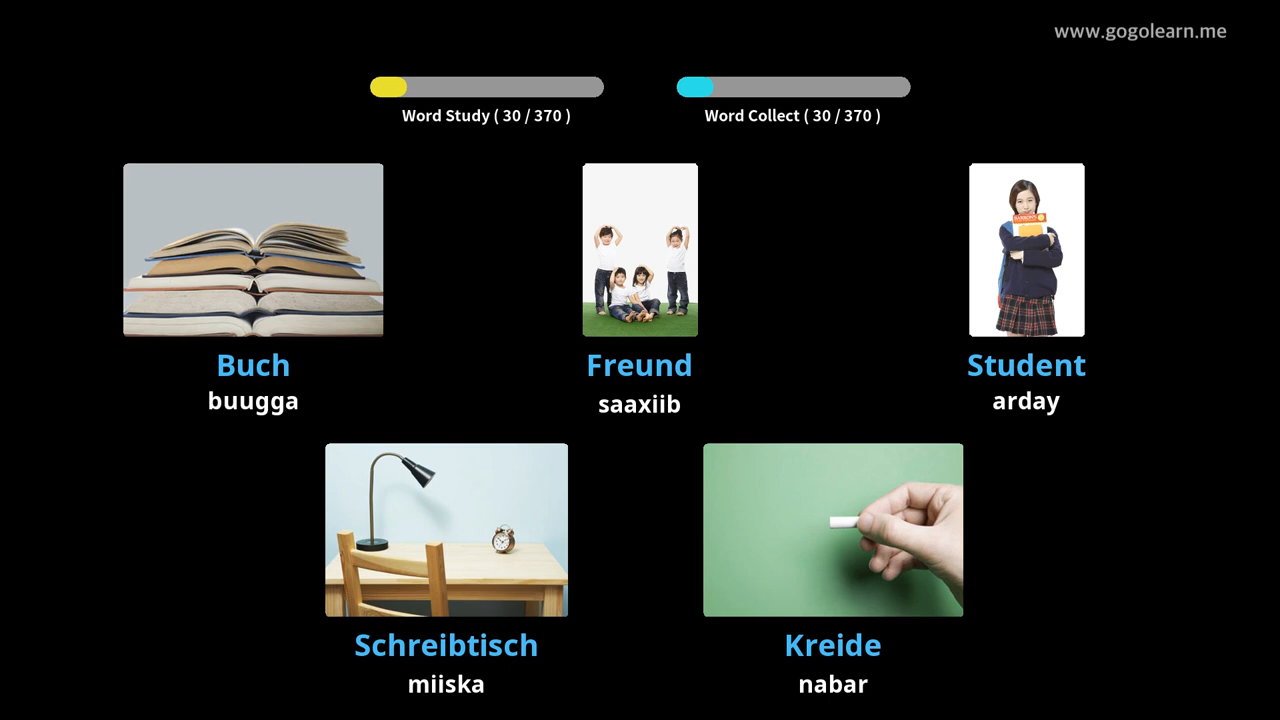 www.gogolearn.me
Word Study ( 30 / 370 )
Word Collect ( 30 / 370 )
Buch
buugga
Freund
saaxiib
Student
arday
Schreibtisch
miiska
Kreide
nabar